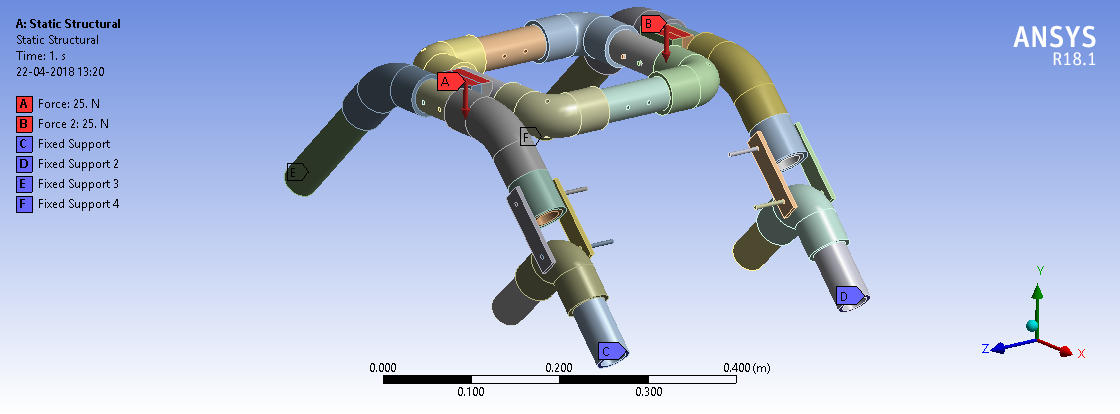 A: Static Structural
Static Structural
Time: 1. s
22-04-2018 13:20
A Force: 25. N
B Force 2: 25. N
C Fixed Support
D Fixed Support 2
E Fixed Support 3
F Fixed Support 4
ANSYS
R18.1
B
A
F
E
D
C
0.000 0.200 0.400 (m)
0.100 0.300
Y
Z X